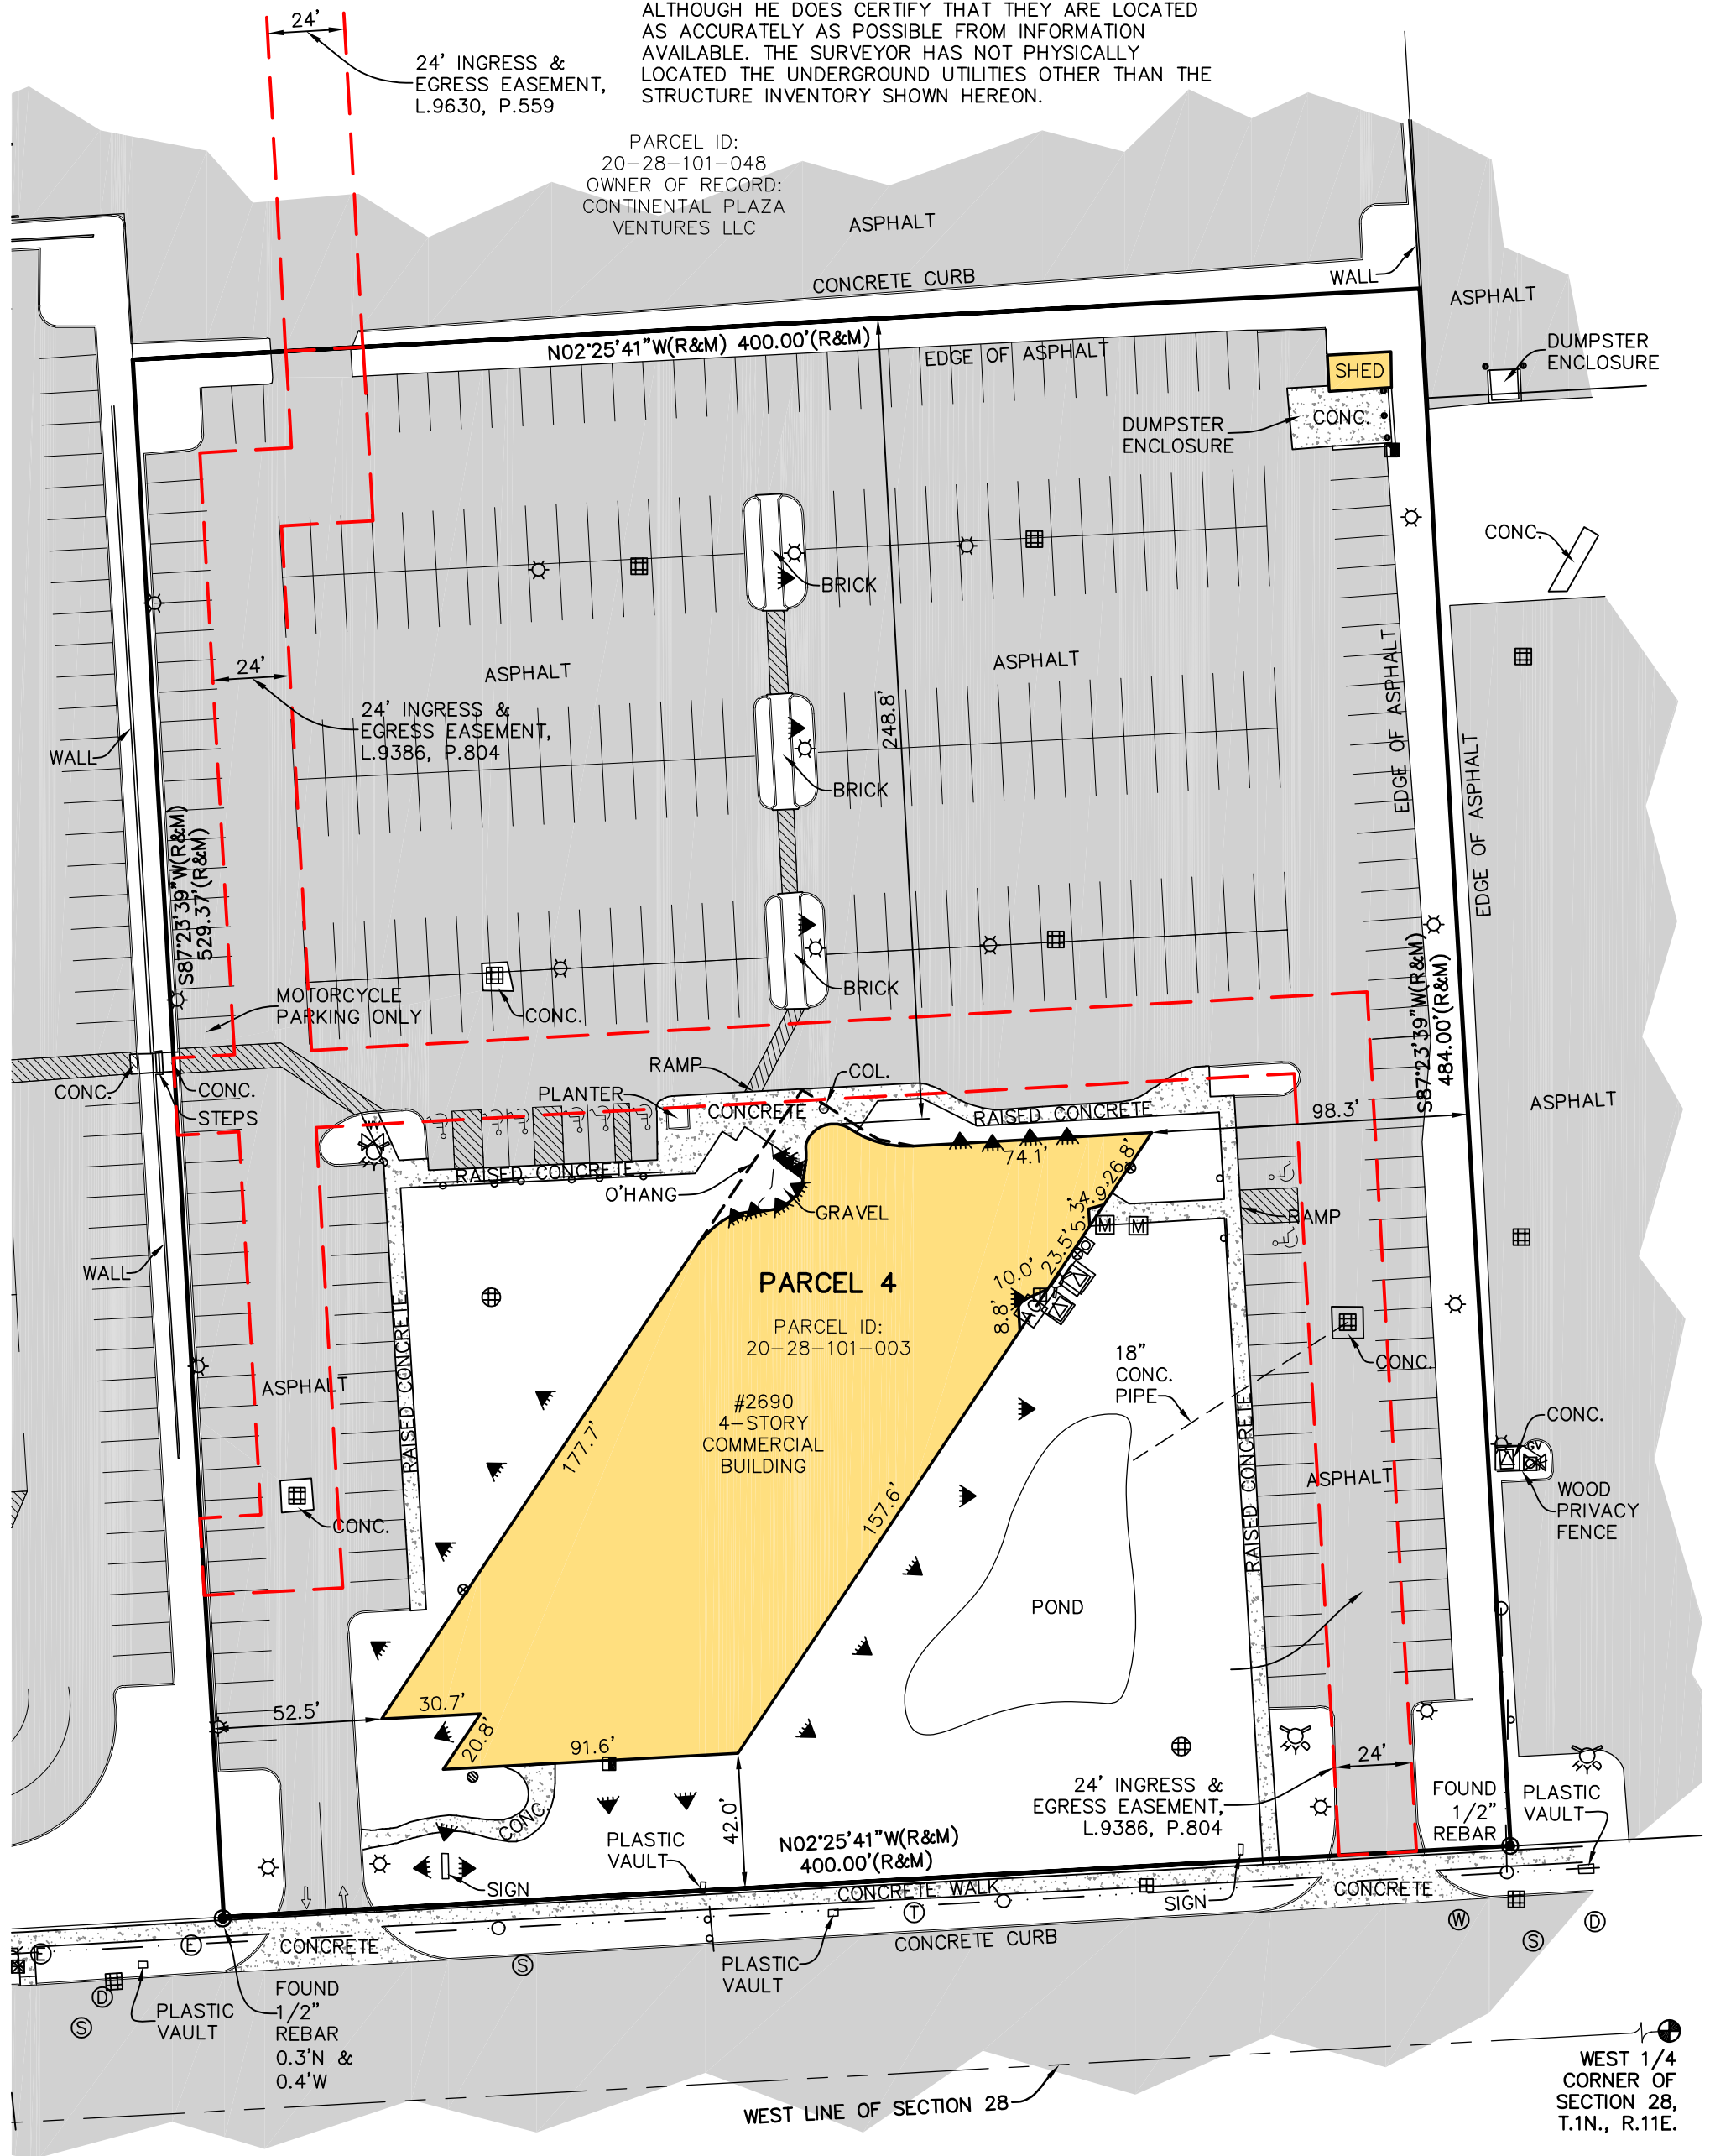 ALTHOUGH HE DOES CERTIFY THAT THEY ARE LOCATED
AS ACCURATELY AS POSSIBLE FROM INFORMATION
AVAILABLE. THE SURVEYOR HAS NOT PHYSICALLY
LOCATED THE UNDERGROUND UTILITIES OTHER THAN THE
STRUCTURE INVENTORY SHOWN HEREON.
24'
24' INGRESS &
EGRESS EASEMENT,
L.9630, P.559
PARCEL ID:
20-28-101-048
OWNER OF RECORD:
CONTINENTAL PLAZA
VENTURES LLC
ASPHALT
CONCRETE CURB
WALL
ASPHALT
N02°25'41"W(R&M) 400.00'(R&M)
EDGE OF ASPHALT
SHED
DUMPSTER
ENCLOSURE
DUMPSTER
ENCLOSURE
CONC.
CONC.
BRICK
24'
ASPHALT
ASPHALT
24' INGRESS &
EGRESS EASEMENT,
L.9386, P.804
248.8'
EDGE OF ASPHALT
EDGE OF ASPHALT
WALL
BRICK
S87°23'39"W(R&M)
529.37'(R&M)
BRICK
MOTORCYCLE
PARKING ONLY
CONC.
S87°23'39"W(R&M)
484.00'(R&M)
CONC.
CONC.
STEPS
RAMP
COL.
PLANTER
CONCRETE
RAISED CONCRETE
98.3'
ASPHALT
RAISED CONCRETE
O'HANG
74.1'
26.8'
4.9'
5.3'
GRAVEL
M
M
RAMP
WALL
23.5'
10.0'
8.8'
AC
PARCEL 4
PARCEL ID:
20-28-101-003
#2690
4-STORY
COMMERCIAL
BUILDING
18"
CONC.
PIPE
CONC.
ASPHALT
RAISED CONCRETE
177.7'
157.6'
RAISED CONCRETE
ASPHALT
CONC.
GV
WOOD
PRIVACY
FENCE
CONC.
POND
30.7'
52.5'
20.8'
91.6'
42.0'
24'
24' INGRESS &
EGRESS EASEMENT,
L.9386, P.804
FOUND
1/2"
REBAR
PLASTIC
VAULT
CONC.
PLASTIC
VAULT
N02°25'41"W(R&M)
400.00'(R&M)
SIGN
CONCRETE WALK
SIGN
CONCRETE
T
W
D
S
E
E
CONCRETE
S
CONCRETE CURB
PLASTIC
VAULT
D
S
PLASTIC
VAULT
FOUND
1/2"
REBAR
0.3'N &
0.4'W
WEST LINE OF SECTION 28
WEST 1/4
CORNER OF
SECTION 28,
T.1N., R.11E.